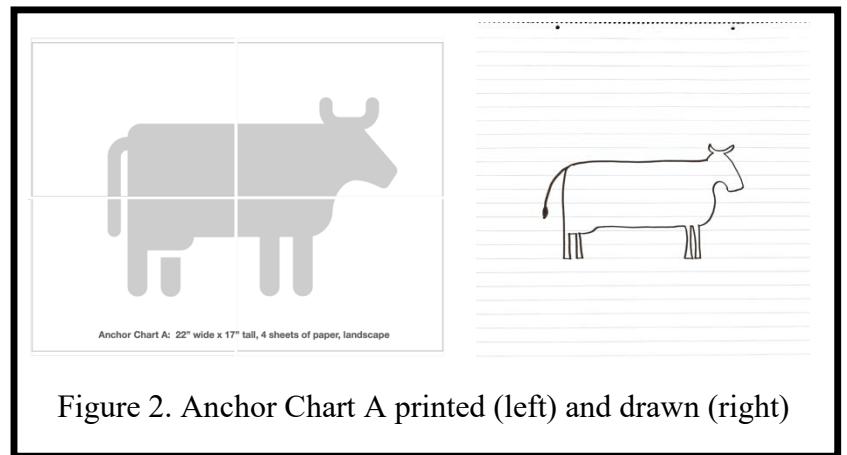 Anchor Chart A:  22" wide x 17" tall, 4 sheets of paper, landscape
Figure 2. Anchor Chart A printed (left) and drawn (right)